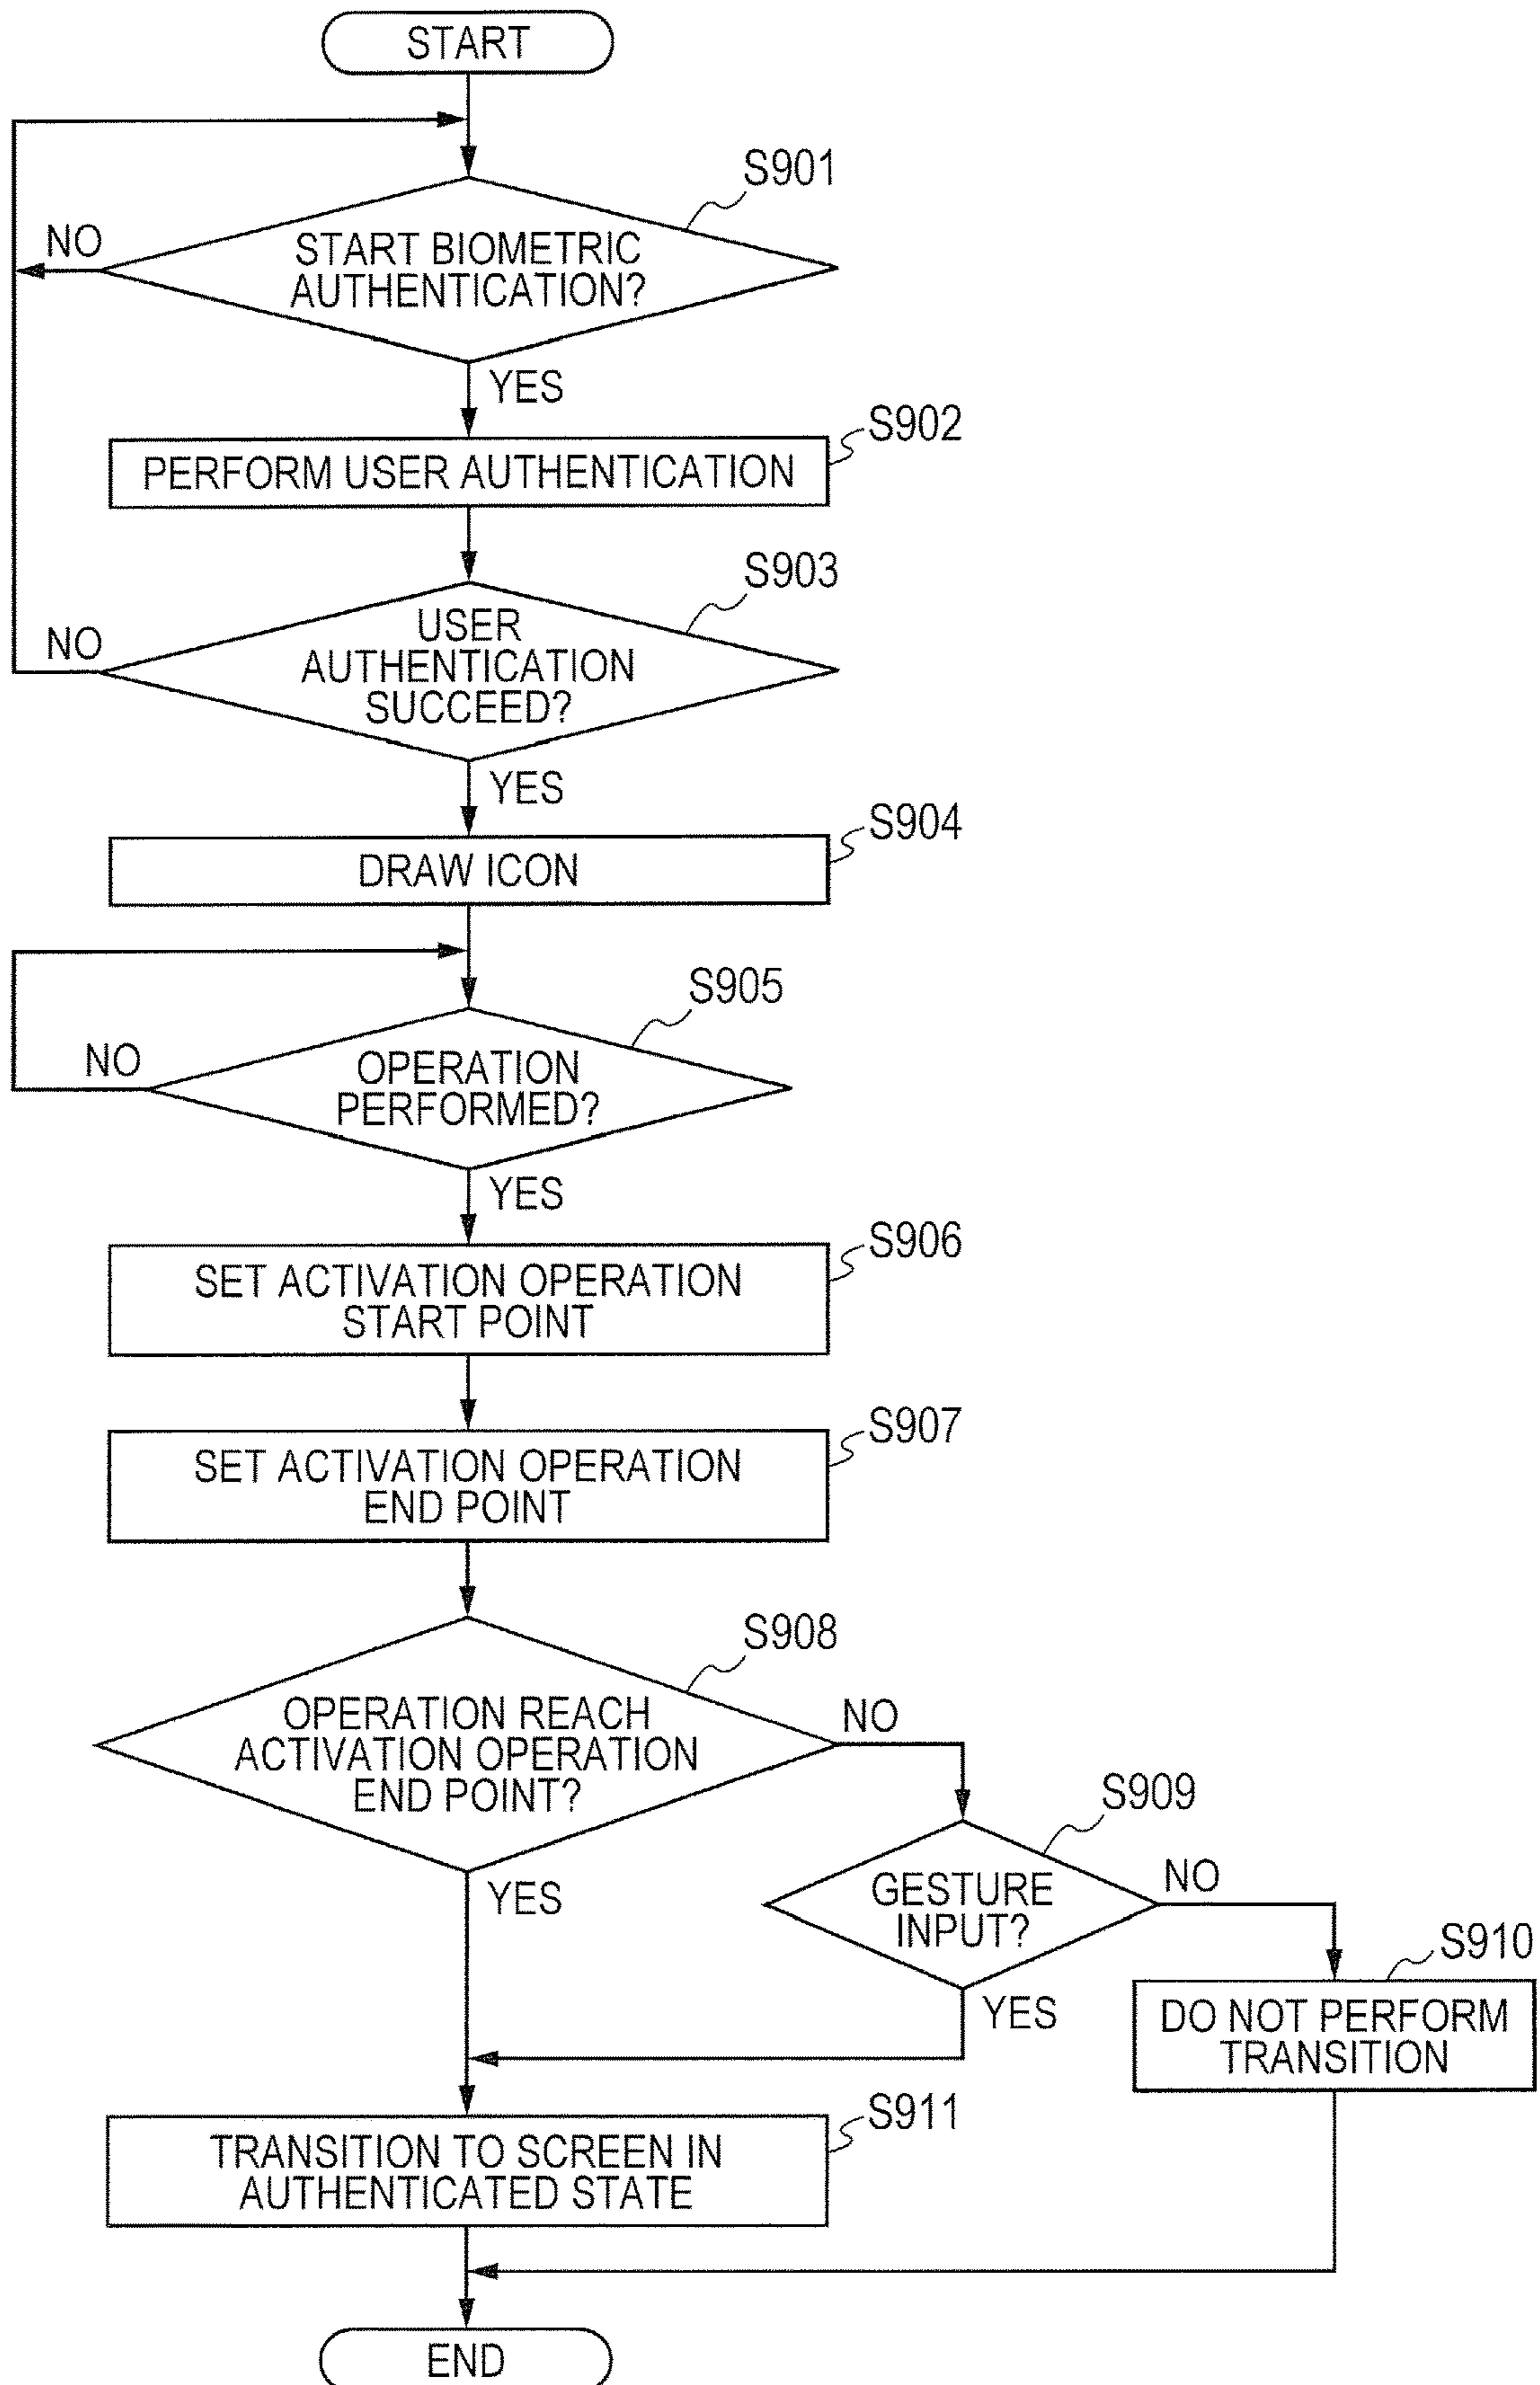 START
S901
NO
START BIOMETRIC
AUTHENTICATION?
YES
S902
PERFORM USER AUTHENTICATION
S903
NO
USER
AUTHENTICATION
SUCCEED?
YES
S904
DRAW ICON
S905
NO
OPERATION
PERFORMED?
YES
S906
SET ACTIVATION OPERATION
START POINT
S907
SET ACTIVATION OPERATION
END POINT
S908
OPERATION REACH
ACTIVATION OPERATION
END POINT?
NO
YES
S909
GESTURE
INPUT?
NO
YES
S910
DO NOT PERFORM
TRANSITION
S911
TRANSITION TO SCREEN IN
AUTHENTICATED STATE
END